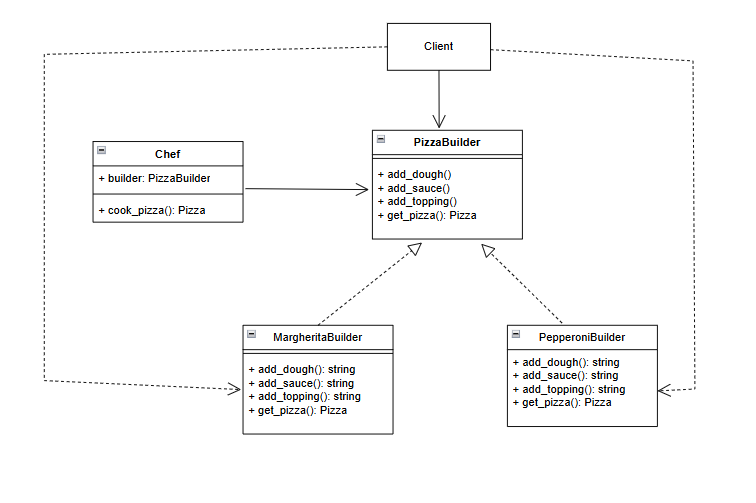 Client
PizzaBuilder
+ add_dough()
+ add_sauce()
+ add_topping()
+ get_pizza(): Pizza
Chef
+ builder: PizzaBuilder
+ cook_pizza(): Pizza
MargheritaBuilder
+ add_dough(): string
+ add_sauce(): string
+ add_topping(): string
+ get_pizza(): Pizza
PepperoniBuilder
+ add_dough(): string
+ add_sauce(): string
+ add_topping(): string
+ get_pizza(): Pizza